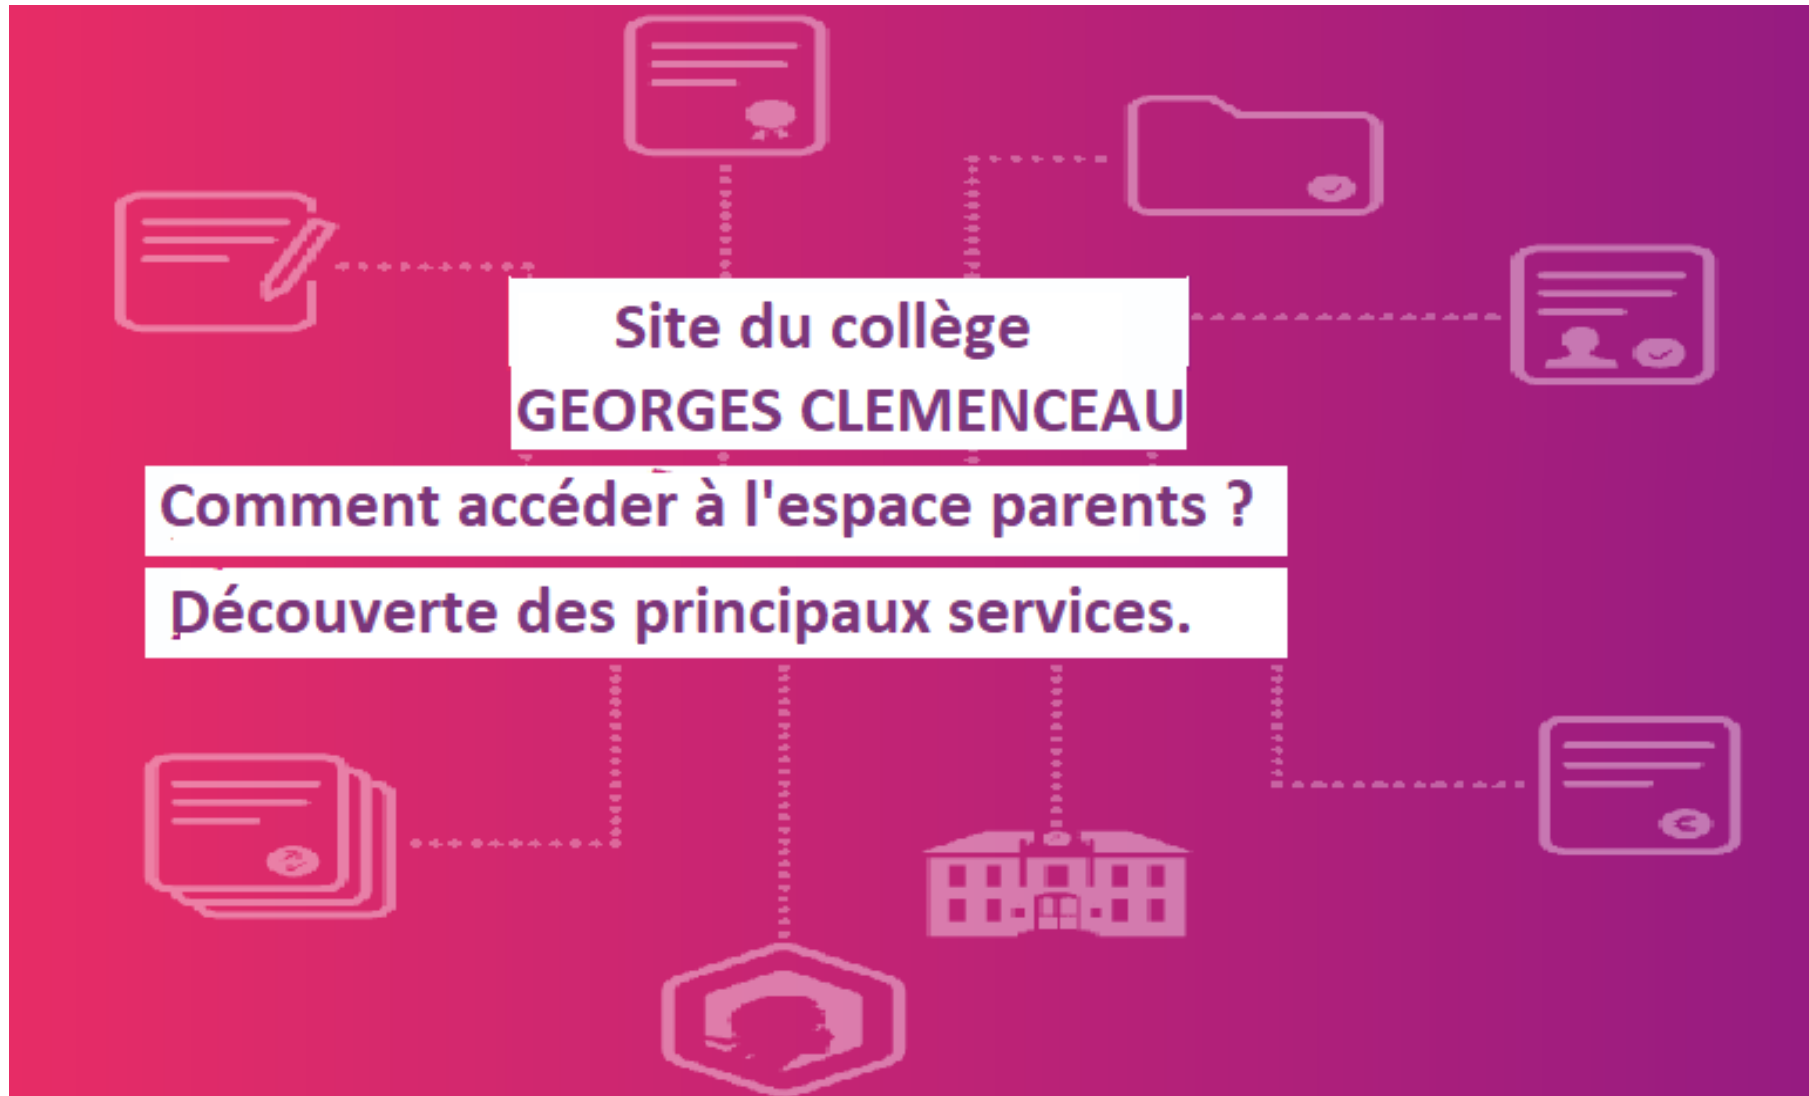 Site du collège
GEORGES CLEMENCEAU
Comment accéder à l'espace parents ?
Découverte des principaux services.